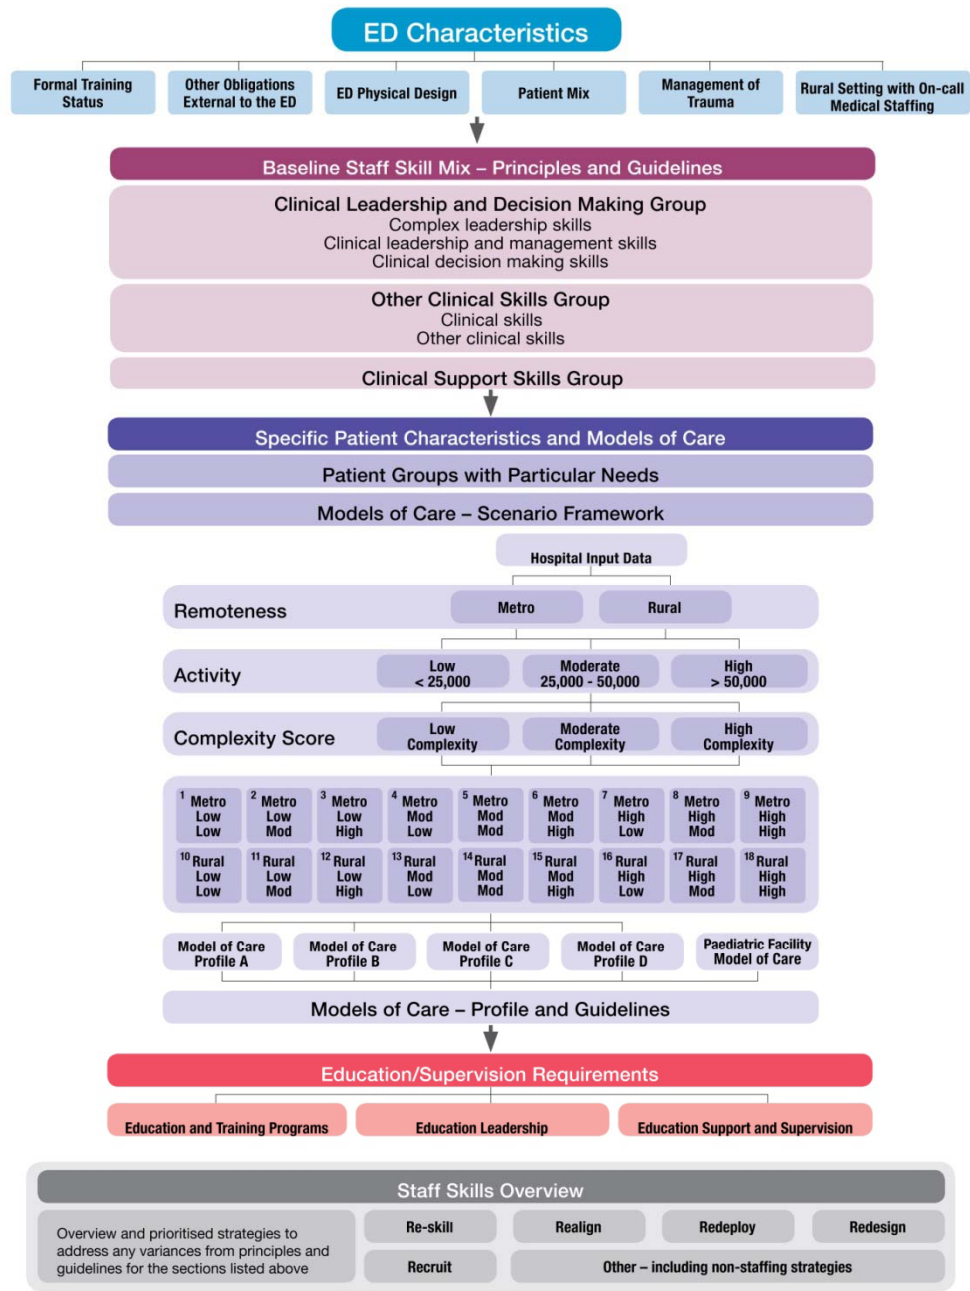 ED Characteristics
Formal Training
Status
Other Obligations
External to the ED
ED Physical Design
Patient Mix
Management of
Trauma
Rural Setting with On-call
Medical Staffing
Baseline Staff Skill Mix – Principles and Guidelines
Clinical Leadership and Decision Making Group
Complex leadership skills
Clinical leadership and management skills
Clinical decision making skills
Other Clinical Skills Group
Clinical skills
Other clinical skills
Clinical Support Skills Group
Specific Patient Characteristics and Models of Care
Patient Groups with Particular Needs
Models of Care – Scenario Framework
Hospital Input Data
Remoteness
Metro
Rural
Activity
Low
< 25,000
Moderate
25,000 - 50,000
High
> 50,000
Complexity Score
Low
Complexity
Moderate
Complexity
High
Complexity
1 Metro
Low
Low
2 Metro
Low
Mod
3 Metro
Low
High
4 Metro
Mod
Low
5 Metro
Mod
Mod
6 Metro
Mod
High
7 Metro
High
Low
8 Metro
High
Mod
9 Metro
High
High
10 Rural
Low
Low
11 Rural
Low
Mod
12 Rural
Low
High
13 Rural
Mod
Low
14 Rural
Mod
Mod
15 Rural
Mod
High
16 Rural
High
Low
17 Rural
High
Mod
18 Rural
High
High
Model of Care
Profile A
Model of Care
Profile B
Model of Care
Profile C
Model of Care
Profile D
Paediatric Facility
Model of Care
Models of Care – Profile and Guidelines
Education/Supervision Requirements
Education and Training Programs
Education Leadership
Education Support and Supervision
Staff Skills Overview
Overview and prioritised strategies to
address any variances from principles and
guidelines for the sections listed above
Re-skill
Realign
Redeploy
Redesign
Recruit
Other – including non-staffing strategies